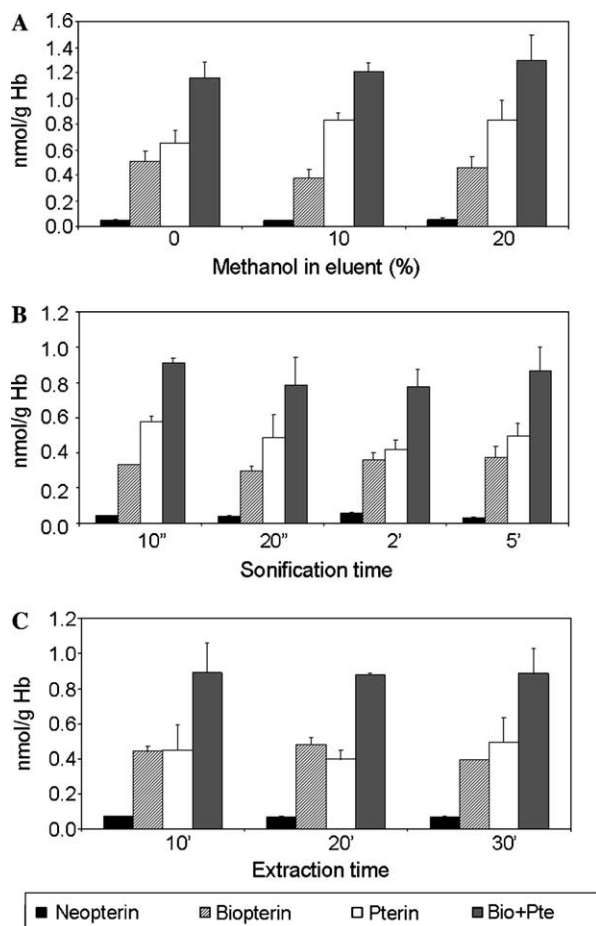 A
nmol/g Hb
1.6
1.4
1.2
1.0
0.8
0.6
0.4
0.2
0.0
0 10 20
Methanol in eluent (%)
B
nmol/g Hb
1.2
1.0
0.8
0.6
0.4
0.2
0.0
10" 20" 2' 5'
Sonification time
C
nmol/g Hb
1.2
1.0
0.8
0.6
0.4
0.2
0.0
10' 20' 30'
Extraction time
Neopterin Biopterin Pterin Bio+Pte